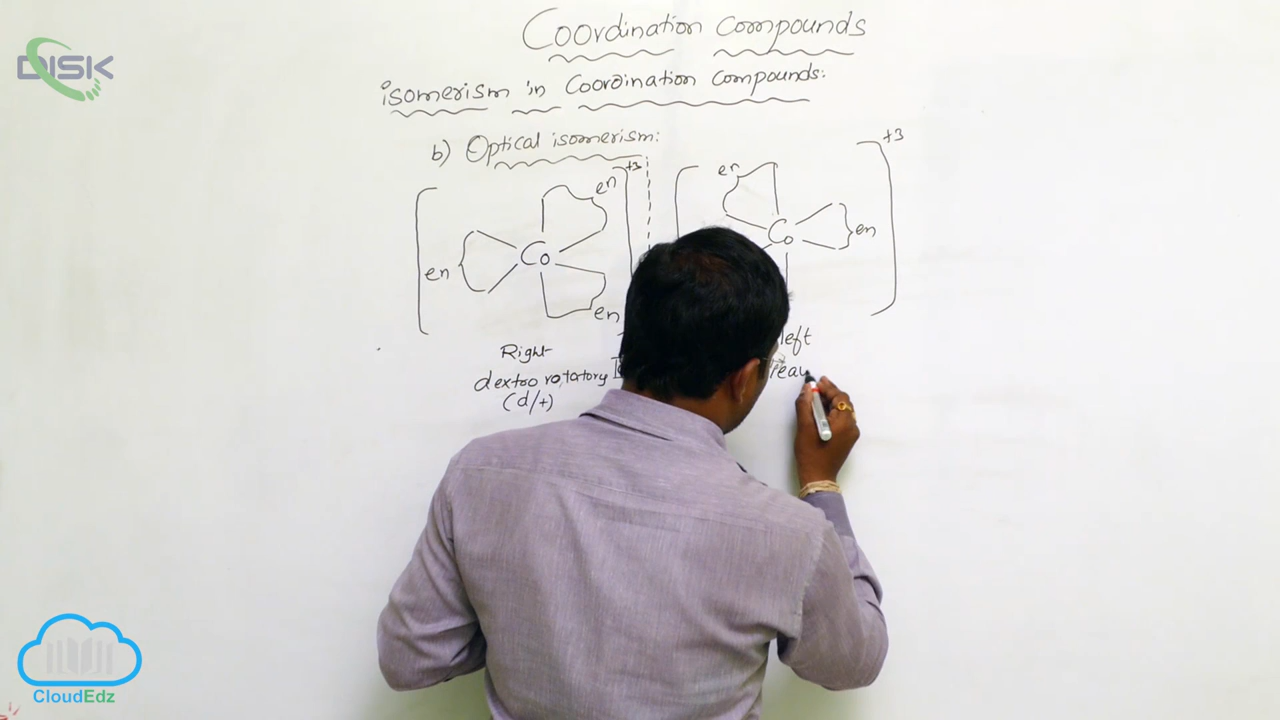 DISK
Coordination Compounds
isomerism in Coordination Compounds:
b) Optical isomerism:
+3
+3
en
en
Co
en
en
en
Co
en
Right
dextro rotatory
(d/+)
left
CloudEdz